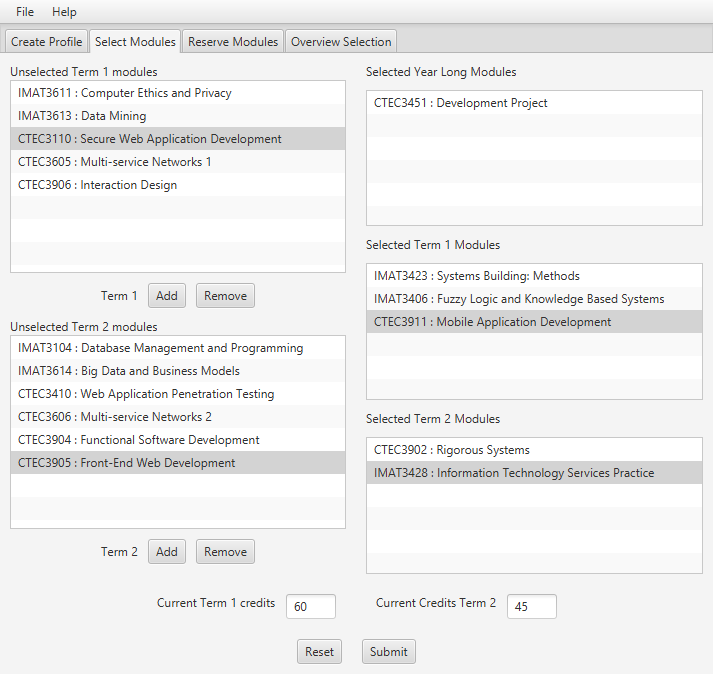 File Help
Create Profile Select Modules Reserve Modules Overview Selection
Unselected Term 1 modules
IMAT3611 : Computer Ethics and Privacy
IMAT3613 : Data Mining
CTEC3110 : Secure Web Application Development
CTEC3605 : Multi-service Networks 1
CTEC3906 : Interaction Design
Term 1 Add Remove
Unselected Term 2 modules
IMAT3104 : Database Management and Programming
IMAT3614 : Big Data and Business Models
CTEC3410 : Web Application Penetration Testing
CTEC3606 : Multi-service Networks 2
CTEC3904 : Functional Software Development
CTEC3905 : Front-End Web Development
Term 2 Add Remove
Selected Year Long Modules
CTEC3451 : Development Project
Selected Term 1 Modules
IMAT3423 : Systems Building: Methods
IMAT3406 : Fuzzy Logic and Knowledge Based Systems
CTEC3911 : Mobile Application Development
Selected Term 2 Modules
CTEC3902 : Rigorous Systems
IMAT3428 : Information Technology Services Practice
Current Term 1 credits 60 Current Credits Term 2 45
Reset Submit